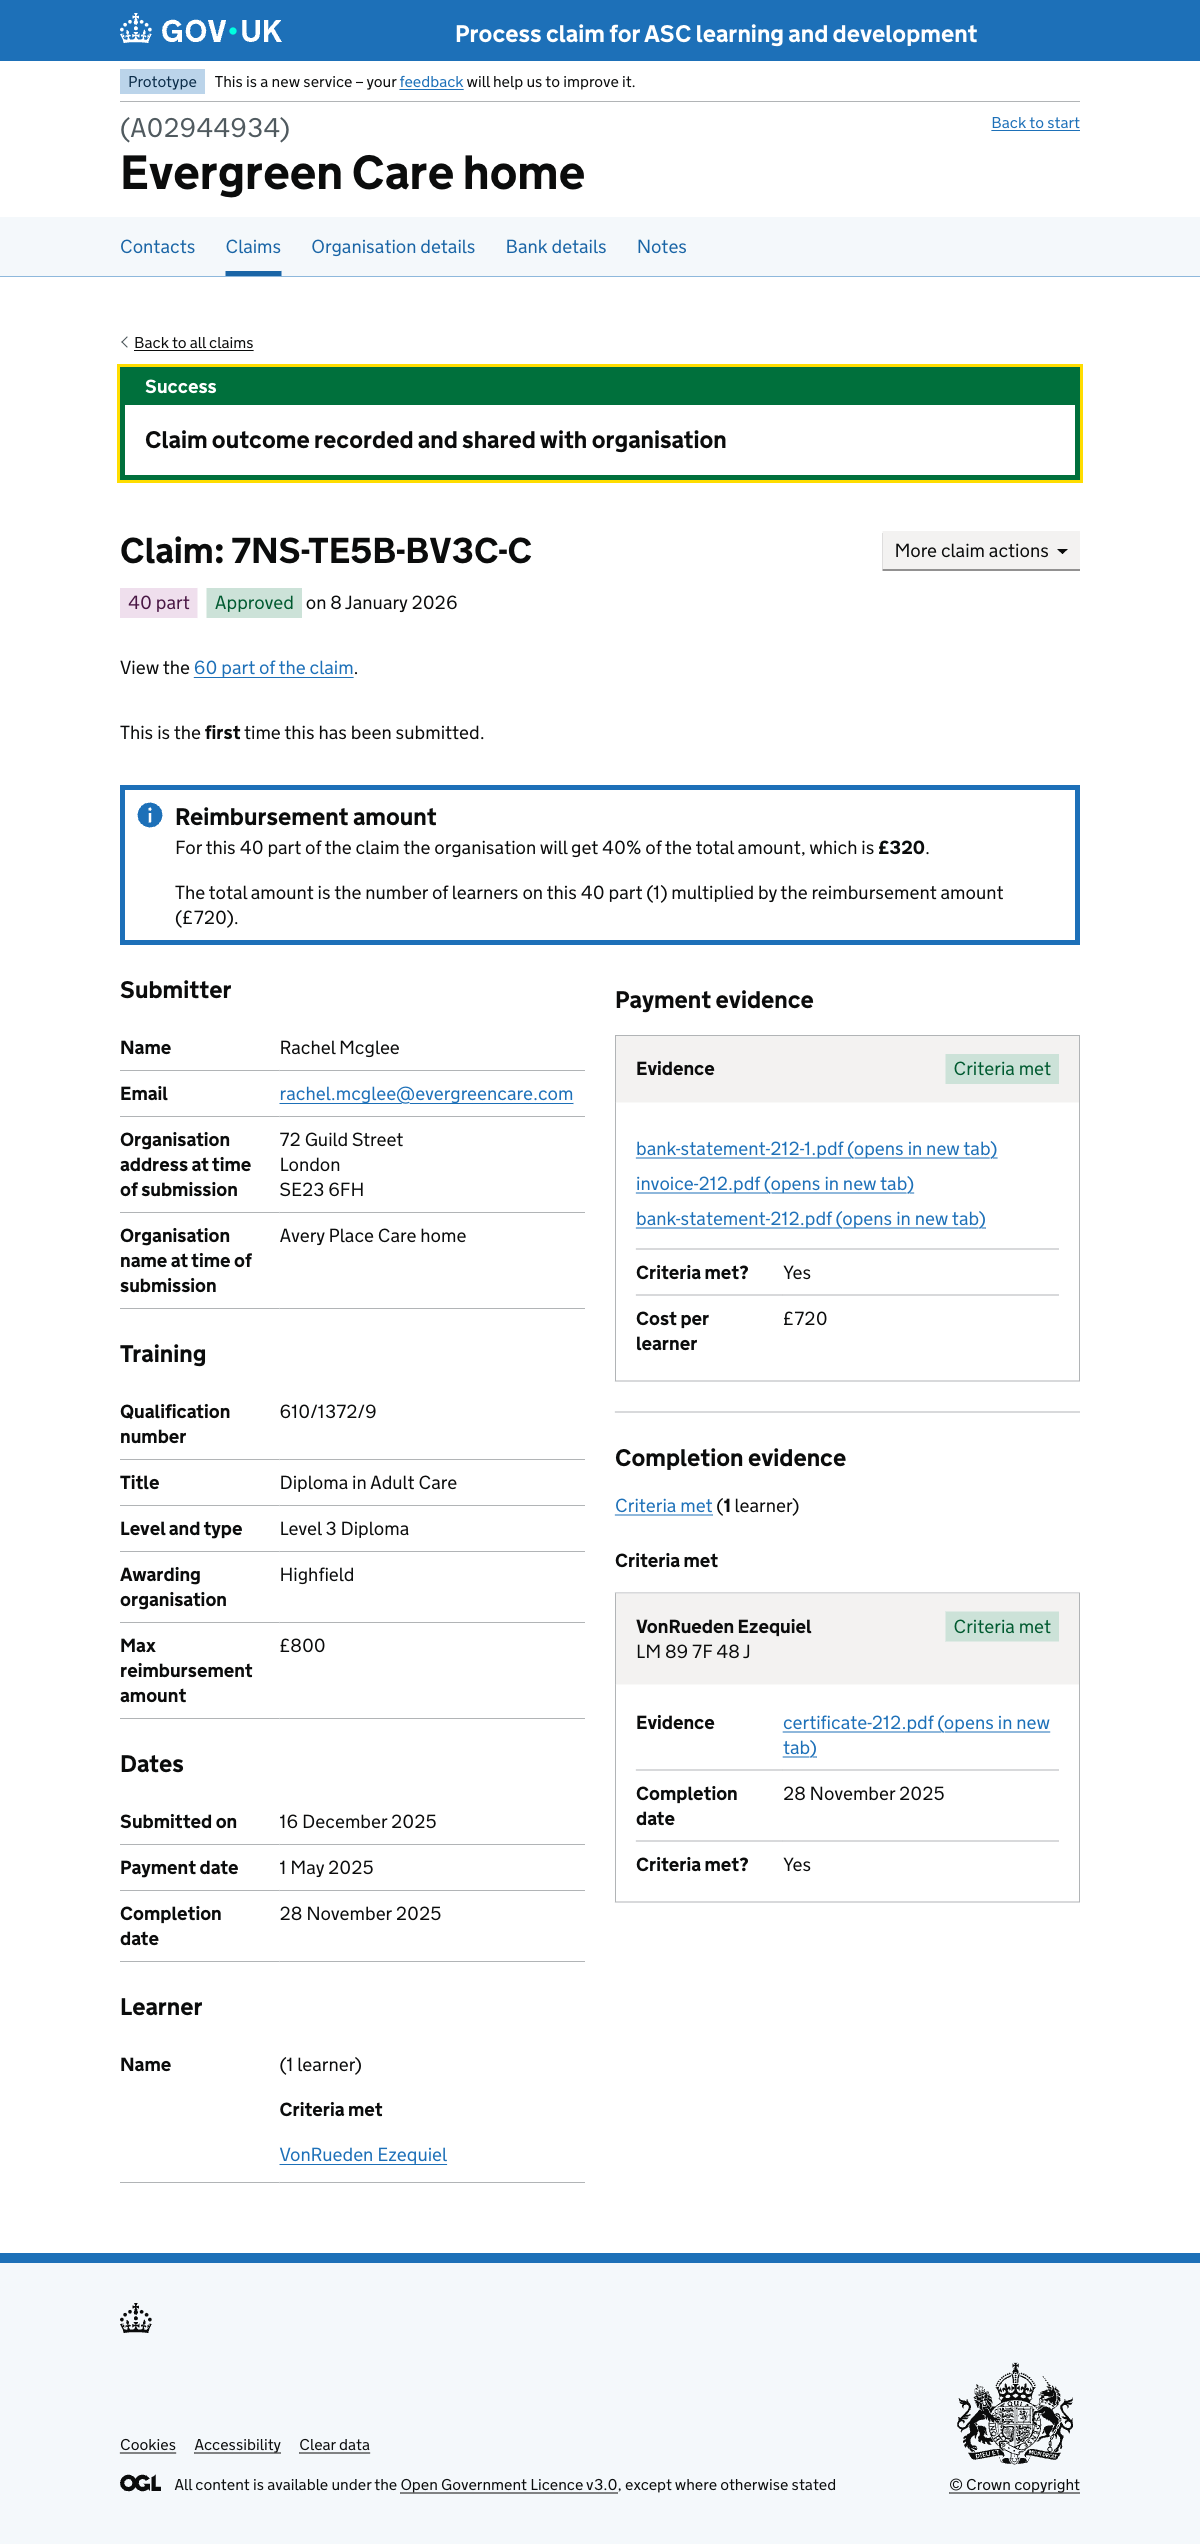 GOV·UK
Process claim for ASC learning and development
Prototype This is a new service – your feedback will help us to improve it.
(A02944934)
Back to start
Evergreen Care home
Contacts Claims Organisation details Bank details Notes
Back to all claims
Success
Claim outcome recorded and shared with organisation
Claim: 7NS-TE5B-BV3C-C
More claim actions
40 part Approved on 8 January 2026
View the 60 part of the claim.
This is the first time this has been submitted.
Reimbursement amount
For this 40 part of the claim the organisation will get 40% of the total amount, which is £320.
The total amount is the number of learners on this 40 part (1) multiplied by the reimbursement amount
(£720).
Submitter
Name Rachel Mcglee
Email rachel.mcglee@evergreencare.com
Organisation 72 Guild Street
address at time London
of submission SE23 6FH
Organisation Avery Place Care home
name at time of
submission
Training
Qualification 610/1372/9
number
Title Diploma in Adult Care
Level and type Level 3 Diploma
Awarding Highfield
organisation
Max £800
reimbursement
amount
Dates
Submitted on 16 December 2025
Payment date 1 May 2025
Completion 28 November 2025
date
Learner
Name (1 learner)
Criteria met
VonRueden Ezequiel
Payment evidence
Evidence Criteria met
bank-statement-212-1.pdf (opens in new tab)
invoice-212.pdf (opens in new tab)
bank-statement-212.pdf (opens in new tab)
Criteria met? Yes
Cost per £720
learner
Completion evidence
Criteria met (1 learner)
Criteria met
VonRueden Ezequiel Criteria met
LM 89 7F 48 J
Evidence certificate-212.pdf (opens in new
tab)
Completion 28 November 2025
date
Criteria met? Yes
Cookies Accessibility Clear data
OGL All content is available under the Open Government Licence v3.0, except where otherwise stated
© Crown copyright